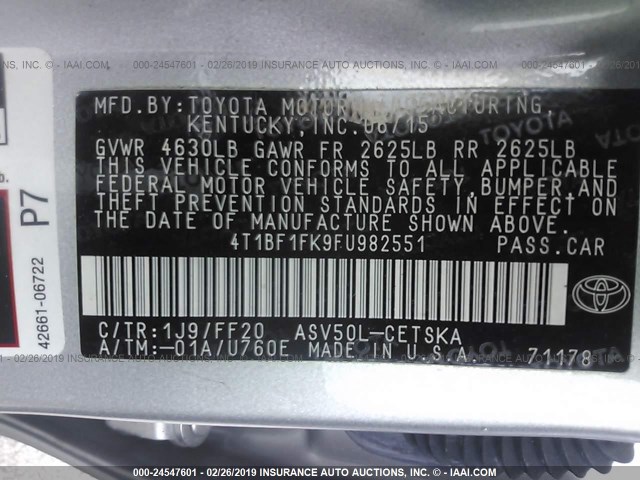 000-24547601 - 02/26/2019 INSURANCE AUTO AUCTIONS, INC. - © IAAI.COM
MFD.BY:TOYOTA MOTOR MANUFACTURING,
KENTUCKY,INC.06/15
GVWR 4630LB GAWR FR 2625LB RR 2625LB
THIS VEHICLE CONFORMS TO ALL APPLICABLE
FEDERAL MOTOR VEHICLE SAFETY,BUMPER,AND
THEFT PREVENTION STANDARDS IN EFFECT ON
THE DATE OF MANUFACTURE SHOWN ABOVE.
4T1BF1FK9FU982551 PASS.CAR
C/TR:1J9/FF20 ASV50L-CETSKA
A/TM:-01A/U760E MADE IN U.S.A 71178
TOYOTA
P7
42661-06722
000-24547601 - 02/26/2019 INSURANCE AUTO AUCTIONS, INC. - © IAAI.COM